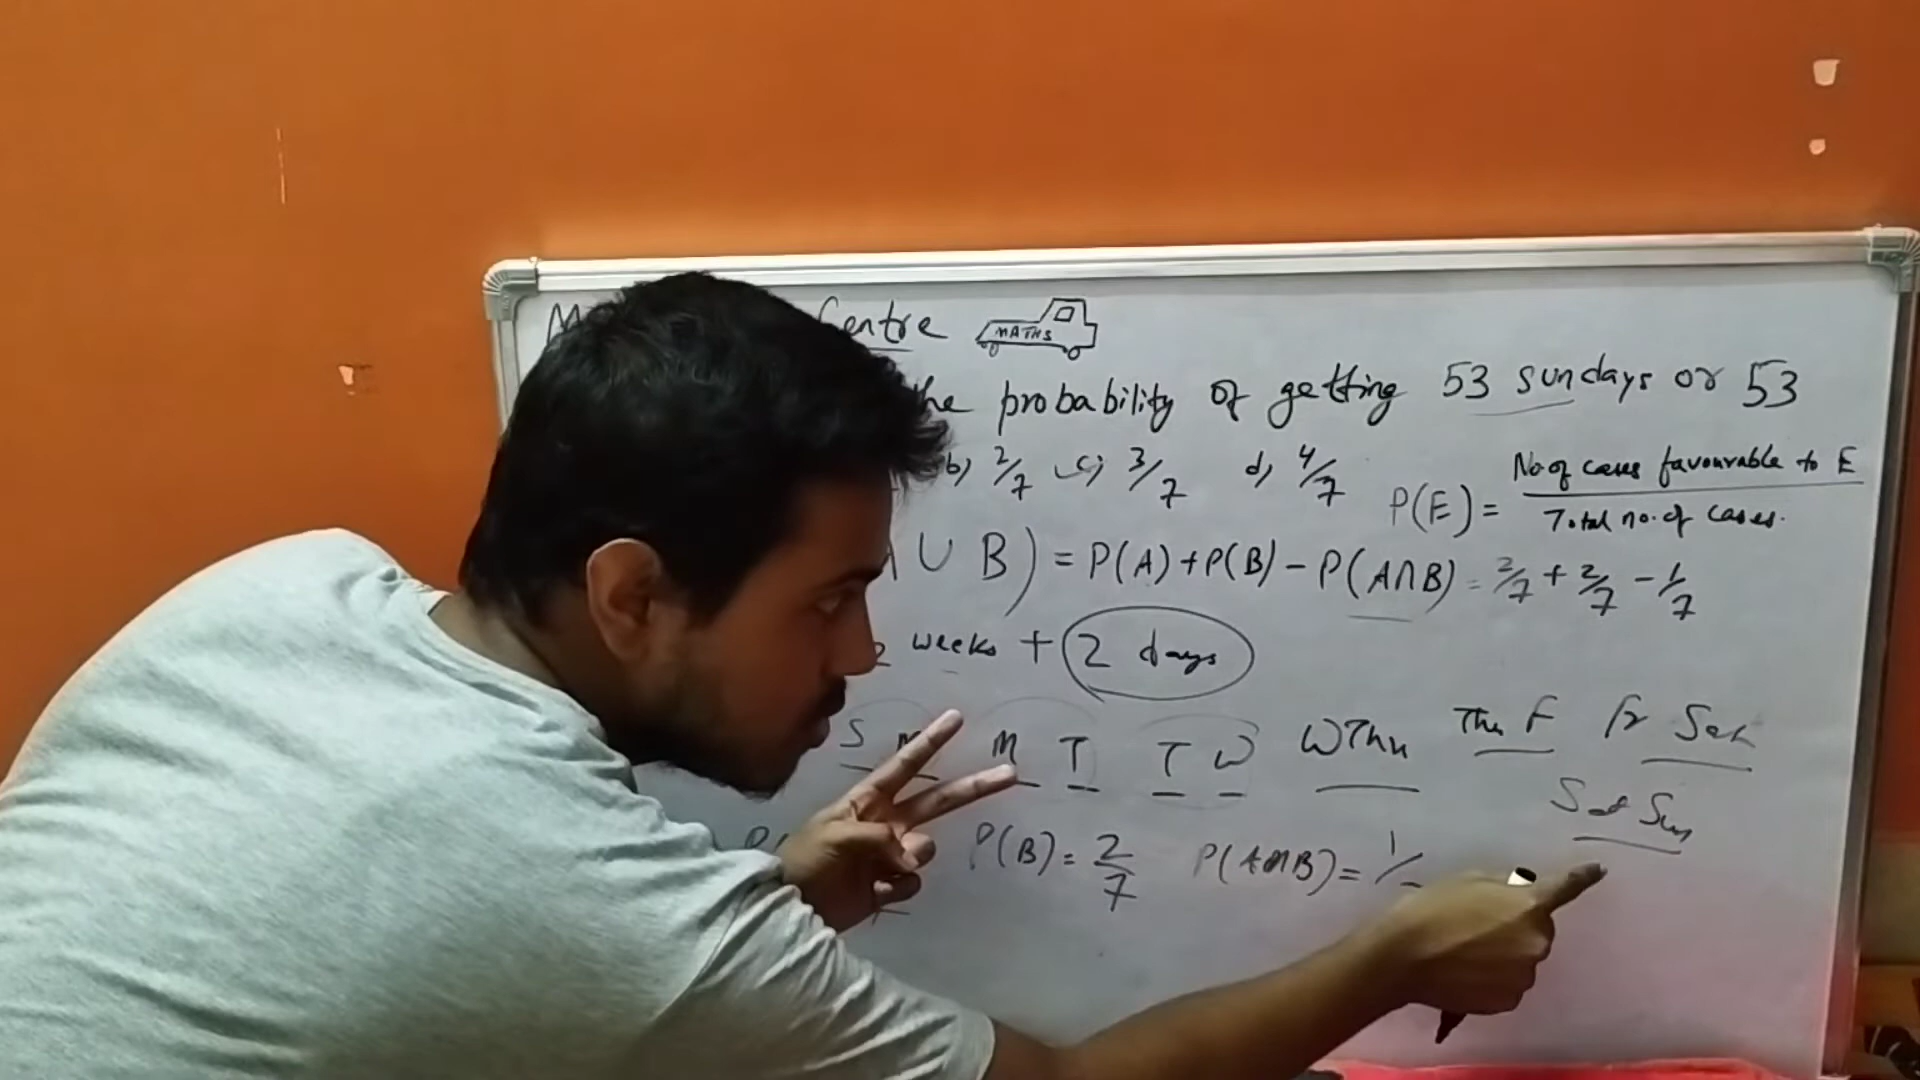 Centre MATHS
the probability of getting 53 sundays or 53
b) 2/7 c) 3/7 d) 4/7
P(E) = No. of cases favourable to E / Total no. of cases.
A ∪ B) = P(A) + P(B) - P(A∩B) = 2/7 + 2/7 - 1/7
2 weeks + 2 days
S M M T T W W Thu Thu F Fr Sat
Sat Sun
P(B) = 2/7 P(A∩B) = 1/